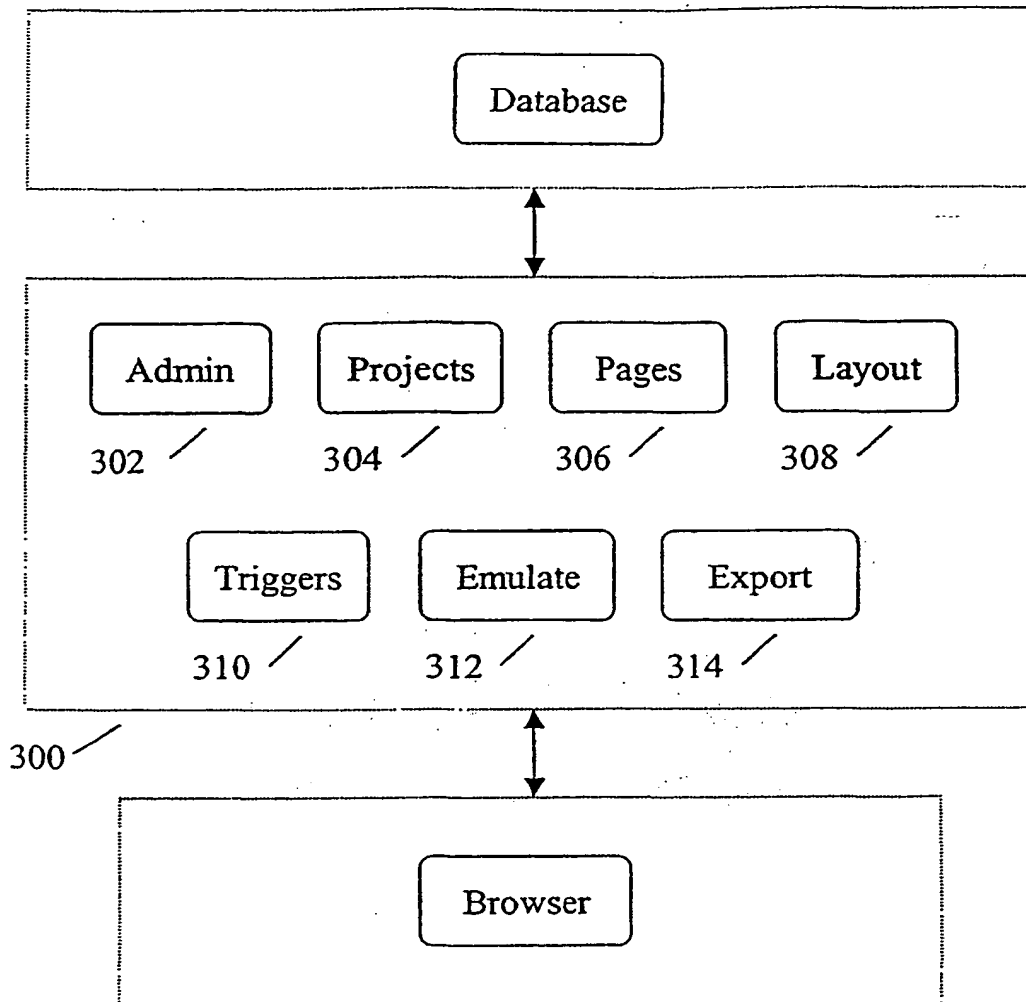 Database
Admin Projects Pages Layout
302 304 306 308
Triggers Emulate Export
310 312 314
300
Browser